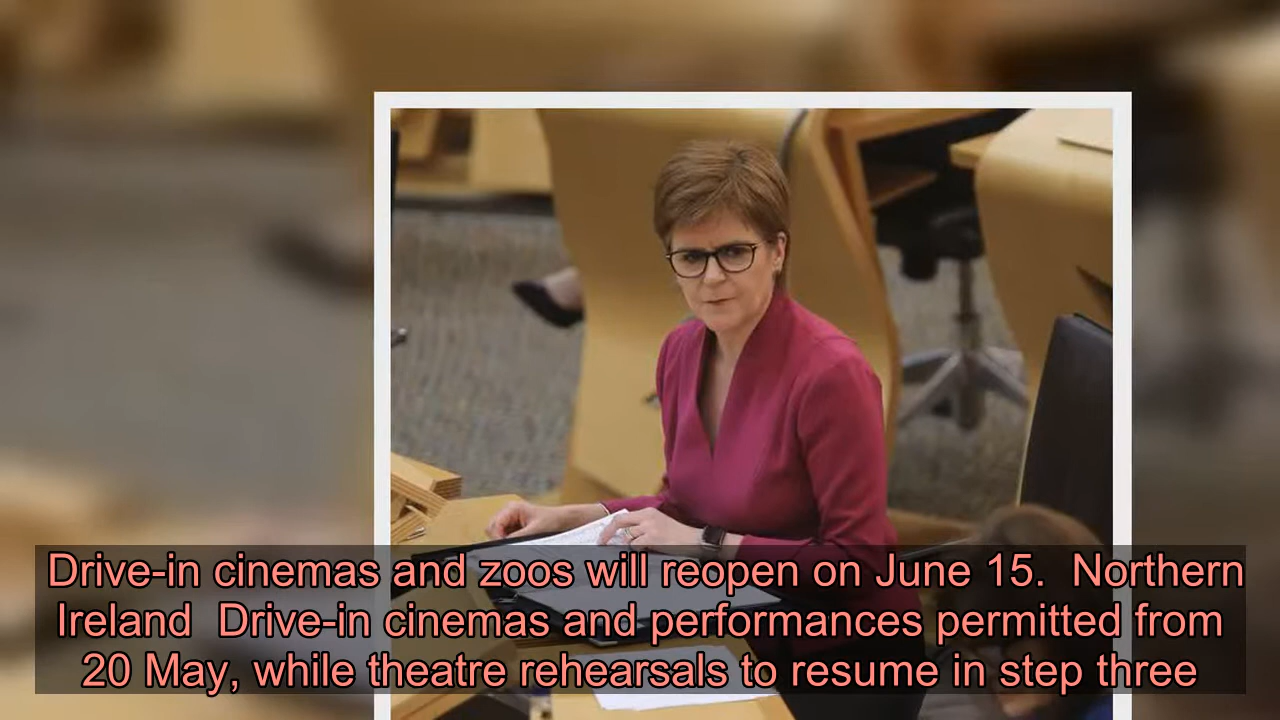 Drive-in cinemas and zoos will reopen on June 15.  Northern
Ireland  Drive-in cinemas and performances permitted from
20 May, while theatre rehearsals to resume in step three